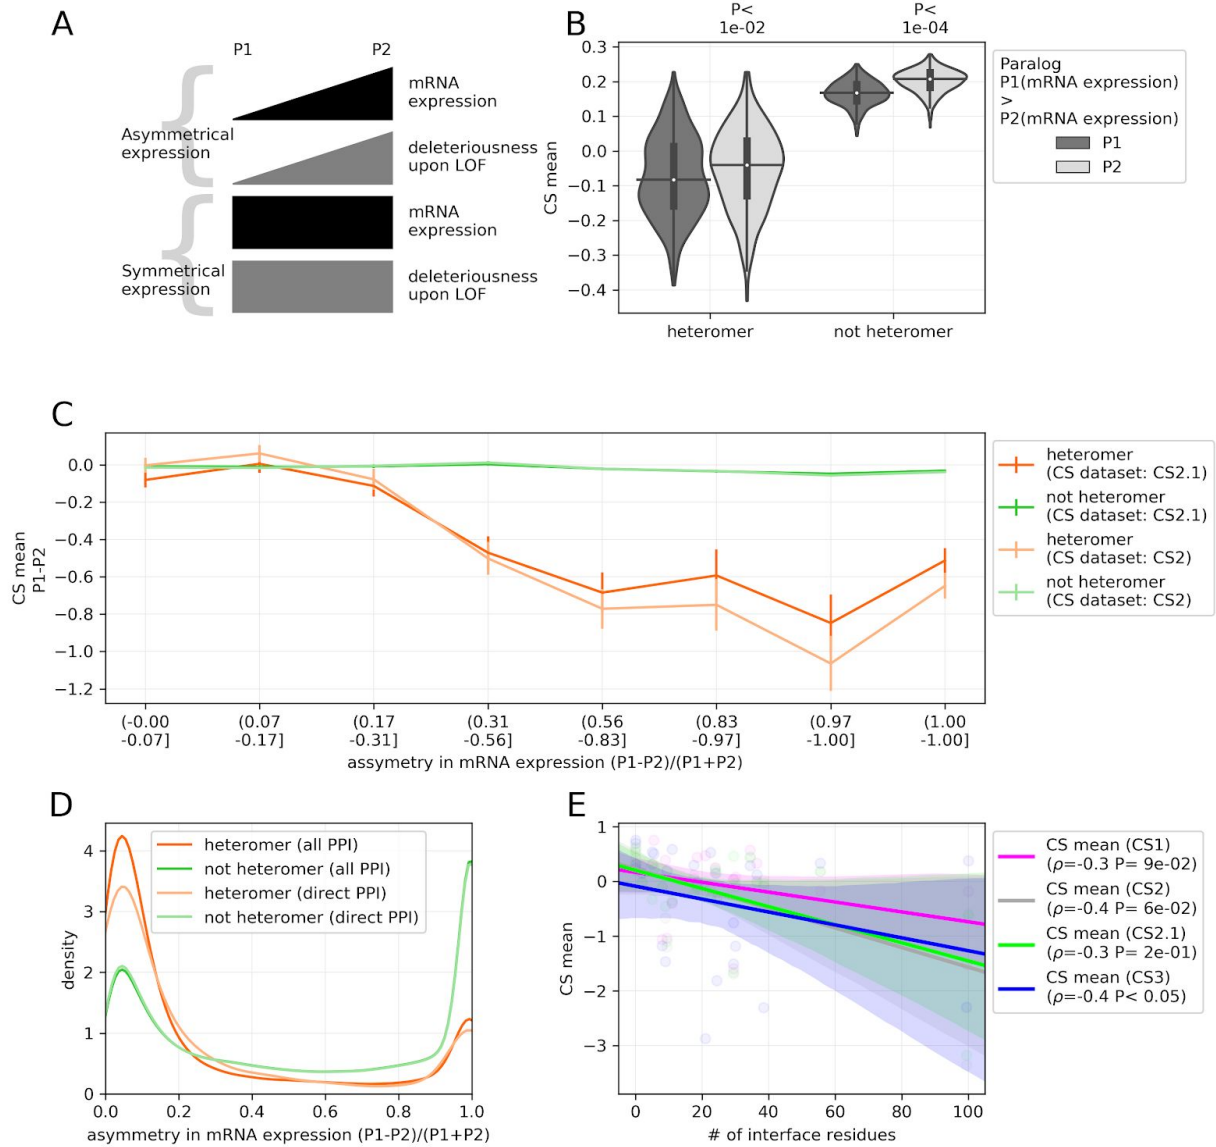 A
P1
P2
mRNA
expression
Asymmetrical
expression
deleteriousness
upon LOF
mRNA
expression
Symmetrical
expression
deleteriousness
upon LOF
B
P<
1e-02
P<
1e-04
CS mean
0.3
0.2
0.1
0.0
−0.1
−0.2
−0.3
−0.4
heteromer
not heteromer
Paralog
P1(mRNA expression)
>
P2(mRNA expression)
P1
P2
C
CS mean
P1-P2
0.0
−0.2
−0.4
−0.6
−0.8
−1.0
−1.2
(-0.00
-0.07]
(0.07
-0.17]
(0.17
-0.31]
(0.31
-0.56]
(0.56
-0.83]
(0.83
-0.97]
(0.97
-1.00]
(1.00
-1.00]
assymetry in mRNA expression (P1-P2)/(P1+P2)
heteromer
(CS dataset: CS2.1)
not heteromer
(CS dataset: CS2.1)
heteromer
(CS dataset: CS2)
not heteromer
(CS dataset: CS2)
D
density
4
3
2
1
0
0.0
0.2
0.4
0.6
0.8
1.0
asymmetry in mRNA expression (P1-P2)/(P1+P2)
heteromer (all PPI)
not heteromer (all PPI)
heteromer (direct PPI)
not heteromer (direct PPI)
E
CS mean
1
0
−1
−2
−3
0
20
40
60
80
100
# of interface residues
CS mean (CS1)
(ρ=-0.3 P= 9e-02)
CS mean (CS2)
(ρ=-0.4 P= 6e-02)
CS mean (CS2.1)
(ρ=-0.3 P= 2e-01)
CS mean (CS3)
(ρ=-0.4 P< 0.05)